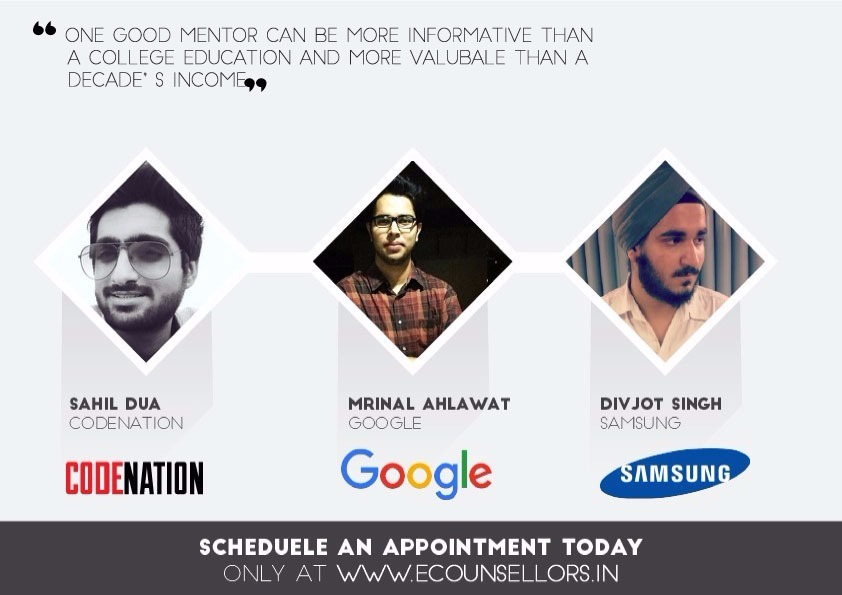 “ ONE GOOD MENTOR CAN BE MORE INFORMATIVE THAN
A COLLEGE EDUCATION AND MORE VALUBALE THAN A
DECADE' S INCOME”
SAHIL DUA
CODENATION
CODENATION
MRINAL AHLAWAT
GOOGLE
Google
DIVJOT SINGH
SAMSUNG
SAMSUNG
SCHEDUELE AN APPOINTMENT TODAY
ONLY AT WWW.ECOUNSELLORS.IN